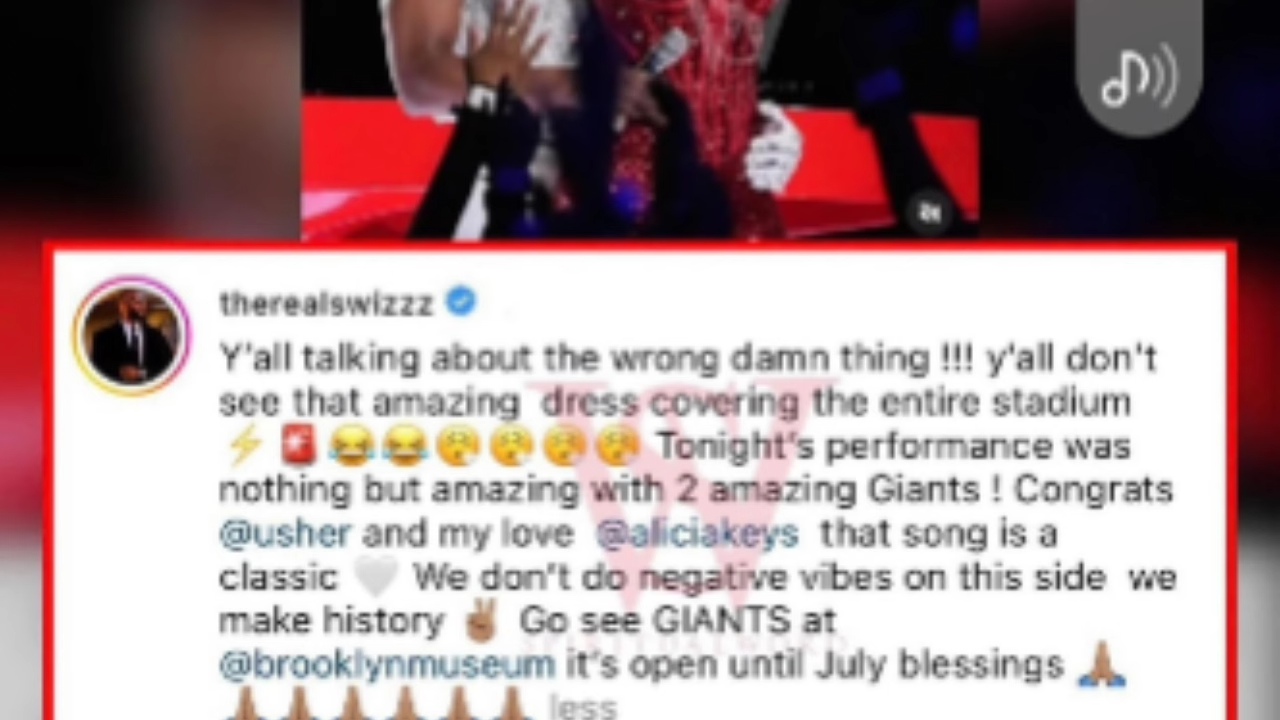 therealswizzz
Y'all talking about the wrong damn thing !!! y'all don't
see that amazing dress covering the entire stadium
⚡🚨😂😂🫁😮‍💨😮‍💨😮‍💨 Tonight's performance was
nothing but amazing with 2 amazing Giants ! Congrats
@usher and my love @aliciakeys that song is a
classic 🤍 We don't do negative vibes on this side we
make history ✌🏽 Go see GIANTS at
@brooklynmuseum it's open until July blessings 🙏🏽
🙏🏽🙏🏽🙏🏽🙏🏽🙏🏽🙏🏽 less